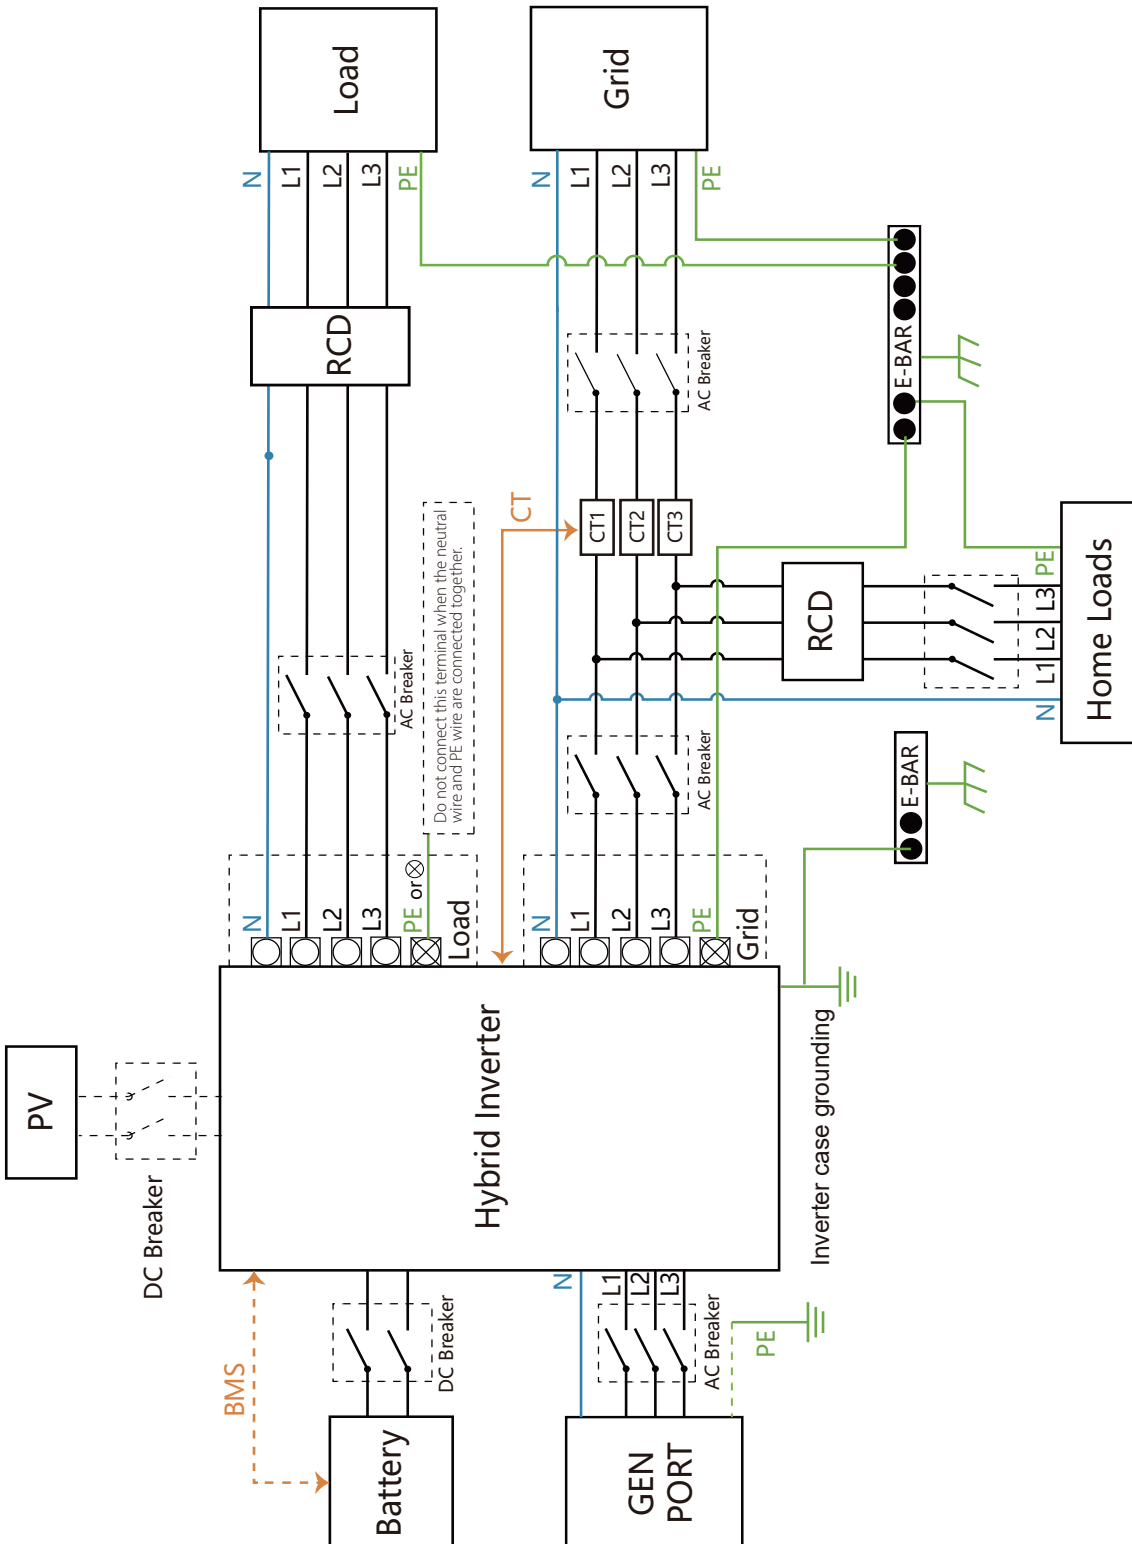 PV
DC Breaker
BMS
Battery
DC Breaker
GEN
PORT
N
L1
L2
L3
AC Breaker
PE
Hybrid Inverter
Inverter case grounding
N
L1
L2
L3
PE or
Load
Do not connect this terminal when the neutral
wire and PE wire are connected together.
AC Breaker
RCD
N
L1
L2
L3
PE
Load
CT
N
L1
L2
L3
PE
Grid
AC Breaker
CT1
CT2
CT3
AC Breaker
N
L1
L2
L3
PE
Grid
E-BAR
E-BAR
RCD
N
L1
L2
L3
PE
Home Loads